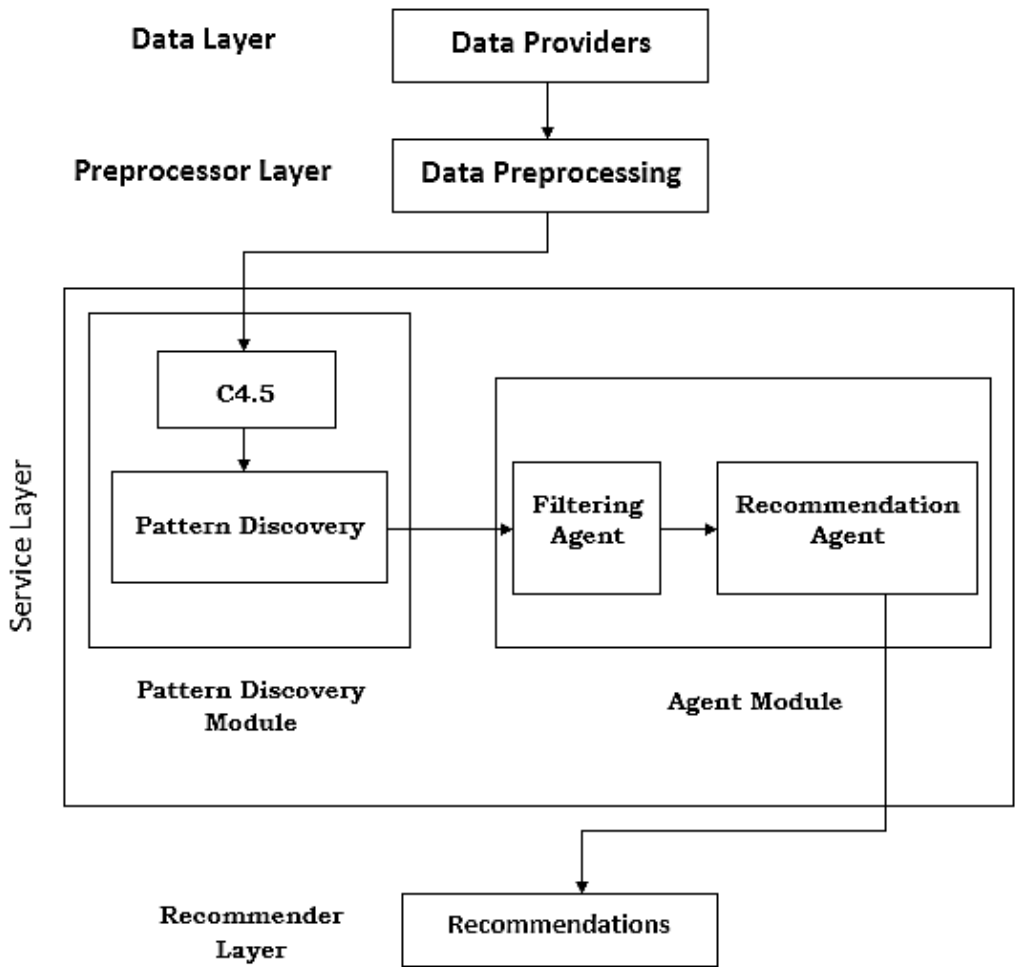 Data Layer
Data Providers
Preprocessor Layer
Data Preprocessing
Service Layer
C4.5
Pattern Discovery
Filtering
Agent
Recommendation
Agent
Pattern Discovery
Module
Agent Module
Recommender
Layer
Recommendations